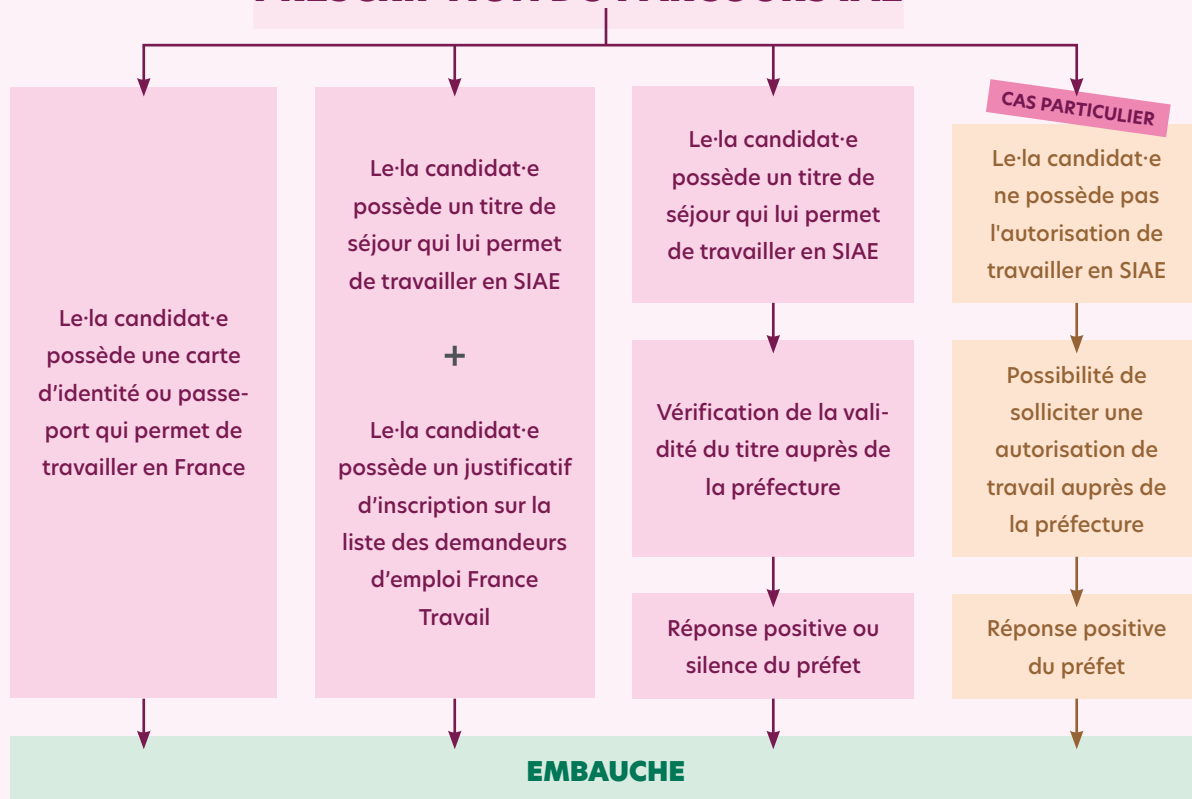 PRESCRIPTION DU PARCOURS IAE
Le·la candidat·e
possède une carte
d’identité ou passe-
port qui permet de
travailler en France
Le·la candidat·e
possède un titre de
séjour qui lui permet
de travailler en SIAE
+
Le·la candidat·e
possède un justificatif
d’inscription sur la
liste des demandeurs
d’emploi France
Travail
Le·la candidat·e
possède un titre de
séjour qui lui permet
de travailler en SIAE
Vérification de la vali-
dité du titre auprès de
la préfecture
Réponse positive ou
silence du préfet
CAS PARTICULIER
Le·la candidat·e
ne possède pas
l'autorisation de
travailler en SIAE
Possibilité de
solliciter une
autorisation de
travail auprès de
la préfecture
Réponse positive
du préfet
EMBAUCHE